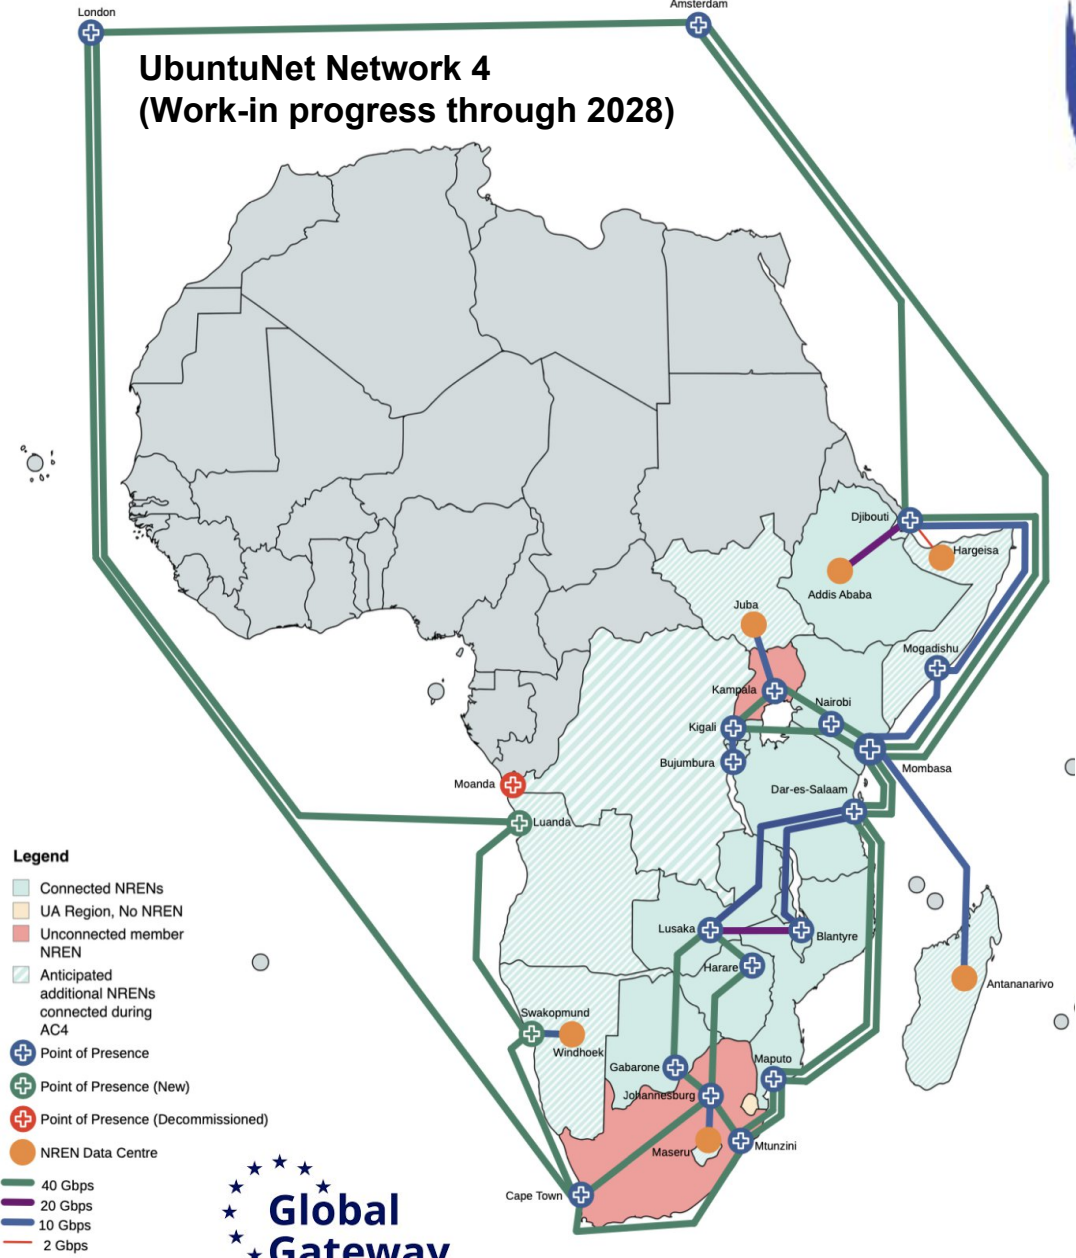 London
Amsterdam
UbuntuNet Network 4
(Work-in progress through 2028)
Djibouti
Hargeisa
Addis Ababa
Juba
Mogadishu
Kampala
Nairobi
Kigali
Bujumbura
Mombasa
Moanda
Dar-es-Salaam
Luanda
Lusaka
Blantyre
Harare
Antananarivo
Swakopmund
Windhoek
Gabarone
Maputo
Johannesburg
Maseru
Mtunzini
Cape Town
Legend
Connected NRENs
UA Region, No NREN
Unconnected member
NREN
Anticipated
additional NRENs
connected during
AC4
Point of Presence
Point of Presence (New)
Point of Presence (Decommissioned)
NREN Data Centre
40 Gbps
20 Gbps
10 Gbps
2 Gbps
Global
Gateway